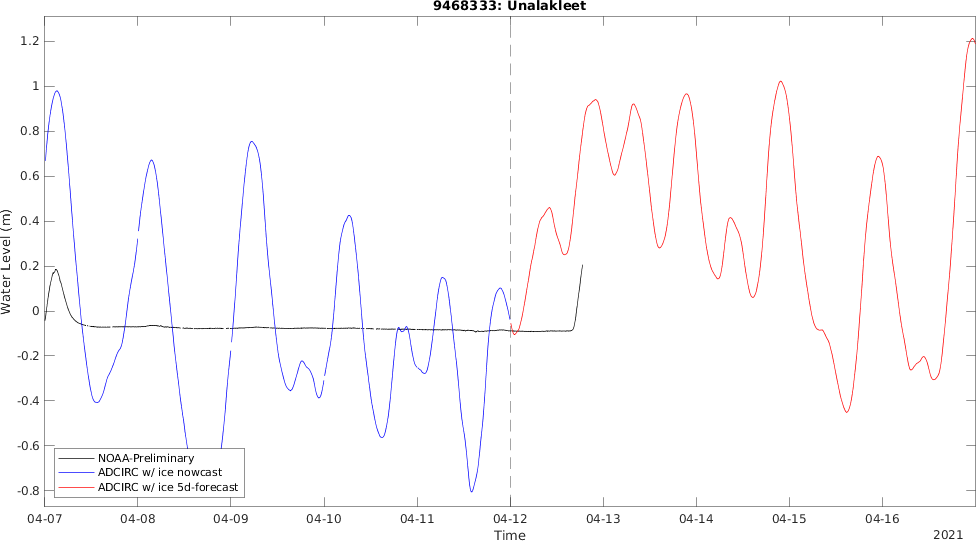 9468333: Unalakleet
1.2
1
0.8
0.6
0.4
0.2
0
-0.2
-0.4
-0.6
-0.8
Water Level (m)
NOAA-Preliminary
ADCIRC w/ ice nowcast
ADCIRC w/ ice 5d-forecast
04-07 04-08 04-09 04-10 04-11 04-12 04-13 04-14 04-15 04-16
Time
2021